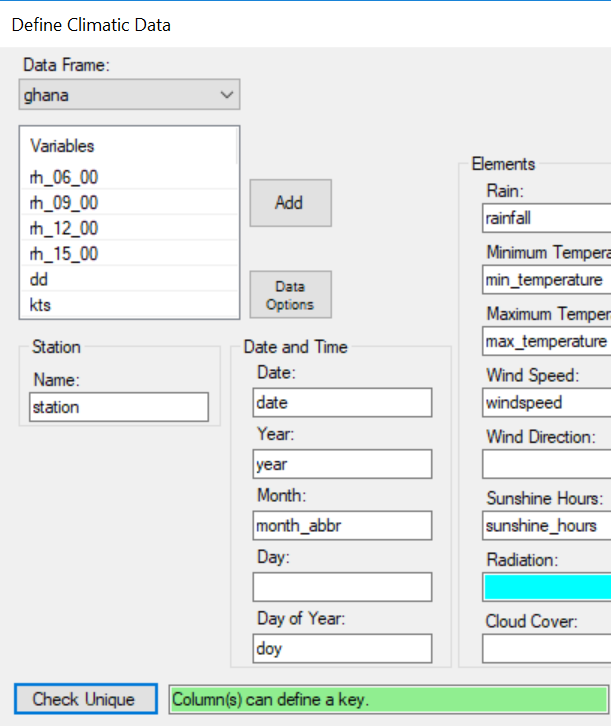 Define Climatic Data
Data Frame:
ghana
Variables
rh_06_00
rh_09_00
rh_12_00
rh_15_00
dd
kts
Add
Data
Options
Station
Name:
station
Date and Time
Date:
date
Year:
year
Month:
month_abbr
Day:
Day of Year:
doy
Elements
Rain:
rainfall
Minimum Tempera
min_temperature
Maximum Temper
max_temperature
Wind Speed:
windspeed
Wind Direction:
Sunshine Hours:
sunshine_hours
Radiation:
Cloud Cover:
Check Unique
Column(s) can define a key.